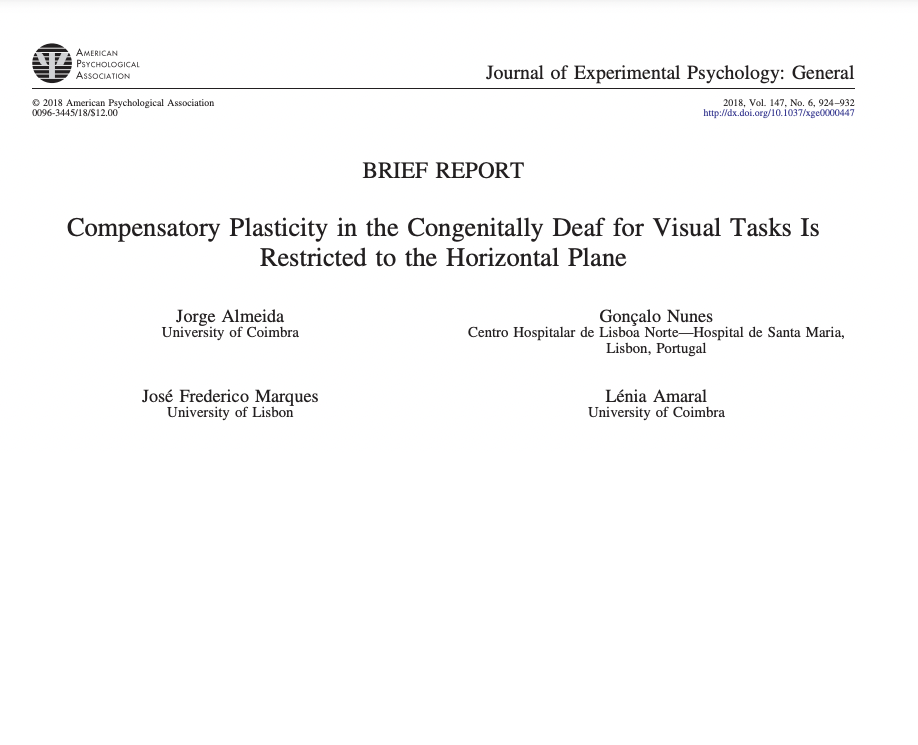 AMERICAN
PSYCHOLOGICAL
ASSOCIATION
Journal of Experimental Psychology: General
© 2018 American Psychological Association
0096-3445/18/$12.00
2018, Vol. 147, No. 6, 924–932
http://dx.doi.org/10.1037/xge0000447
BRIEF REPORT
Compensatory Plasticity in the Congenitally Deaf for Visual Tasks Is
Restricted to the Horizontal Plane
Jorge Almeida
University of Coimbra
Gonçalo Nunes
Centro Hospitalar de Lisboa Norte—Hospital de Santa Maria,
Lisbon, Portugal
José Frederico Marques
University of Lisbon
Lénia Amaral
University of Coimbra